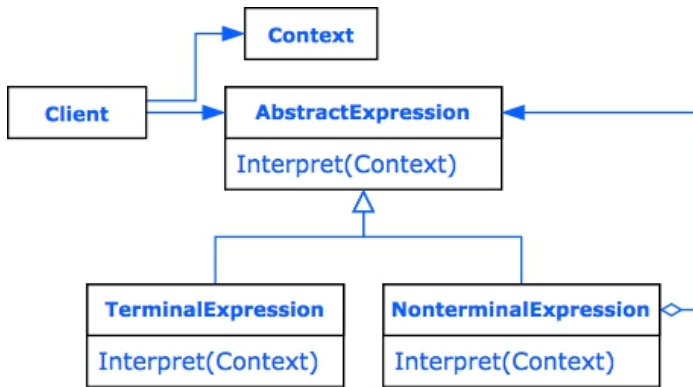 Context
Client
AbstractExpression
Interpret(Context)
TerminalExpression
Interpret(Context)
NonterminalExpression
Interpret(Context)